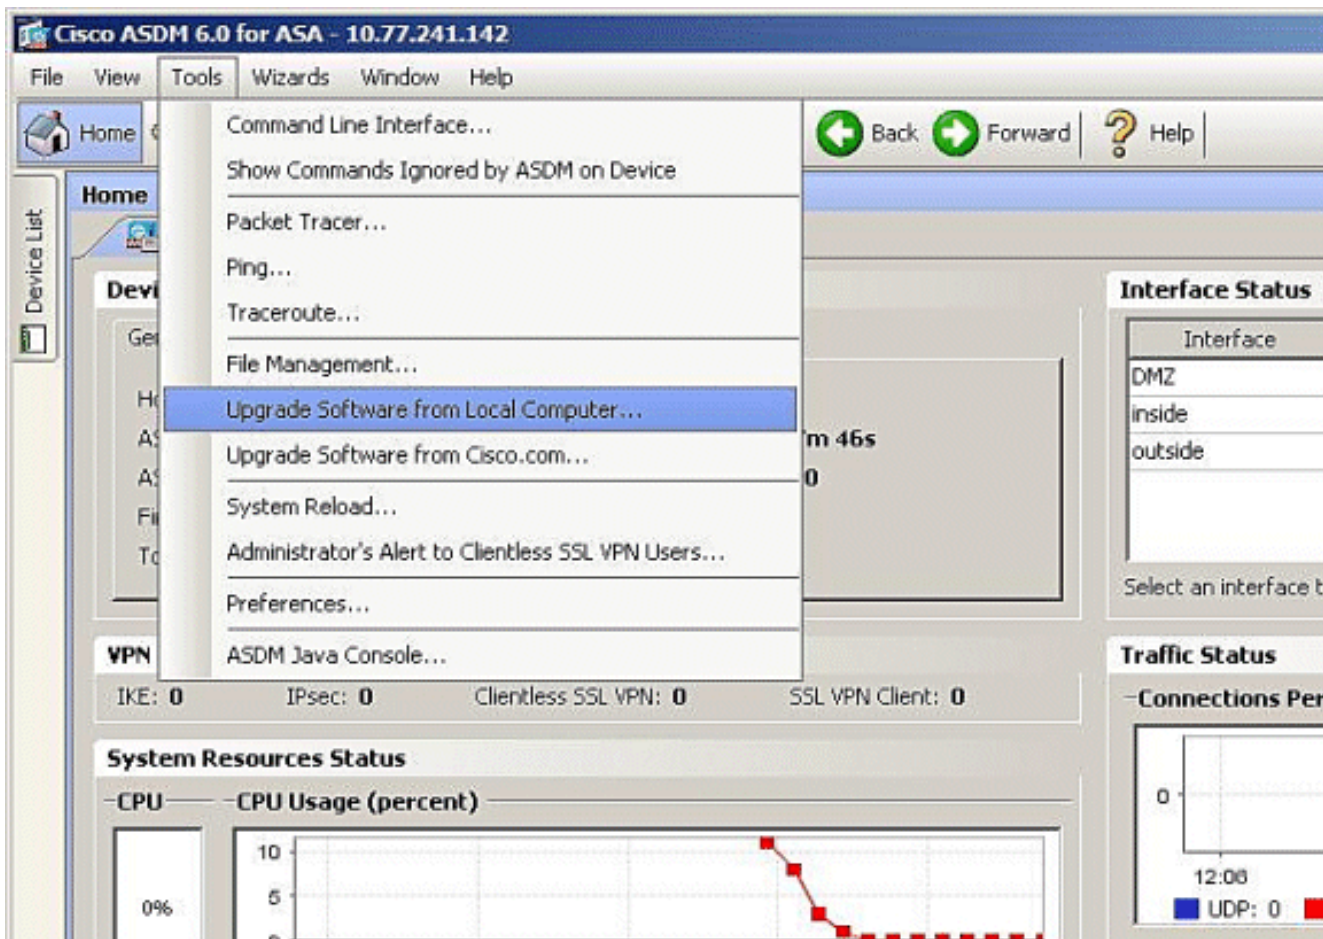 Cisco ASDM 6.0 for ASA - 10.77.241.142
File View Tools Wizards Window Help
Home Back Forward Help
Command Line Interface...
Show Commands Ignored by ASDM on Device
Packet Tracer...
Ping...
Traceroute...
File Management...
Upgrade Software from Local Computer...
Upgrade Software from Cisco.com...
System Reload...
Administrator's Alert to Clientless SSL VPN Users...
Preferences...
ASDM Java Console...
Device List
Home
46s
0
Interface Status
Interface
DMZ
inside
outside
Select an interface
VPN
IKE: 0 IPsec: 0 Clientless SSL VPN: 0 SSL VPN Client: 0
Traffic Status
Connections Per
0
12:06
UDP: 0
System Resources Status
CPU CPU Usage (percent)
0%
10
5
0